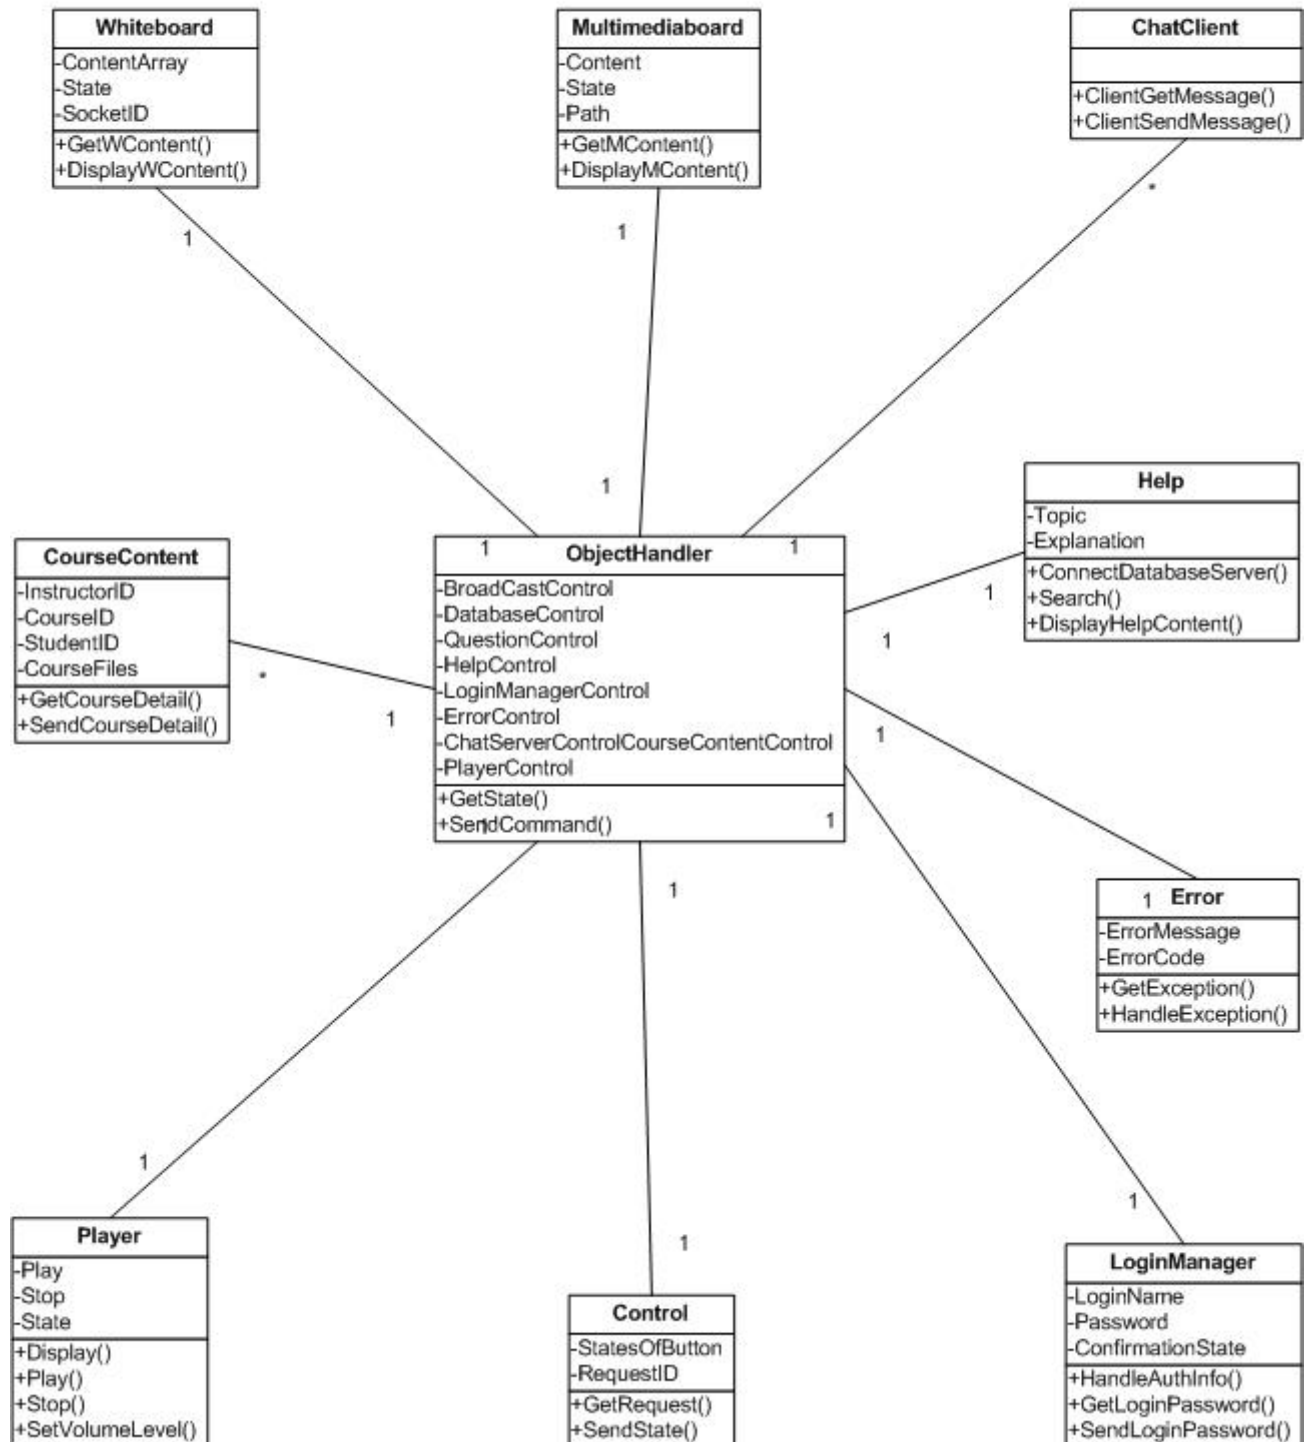 Whiteboard
-ContentArray
-State
-SocketID
+GetWContent()
+DisplayWContent()
1
Multimediaboard
-Content
-State
-Path
+GetMContent()
+DisplayMContent()
1
ChatClient
+ClientGetMessage()
+ClientSendMessage()
*
1
Help
-Topic
-Explanation
+ConnectDatabaseServer()
+Search()
+DisplayHelpContent()
1
1
CourseContent
-InstructorID
-CourseID
-StudentID
-CourseFiles
+GetCourseDetail()
+SendCourseDetail()
*
1
1
ObjectHandler
1
-BroadCastControl
-DatabaseControl
-QuestionControl
-HelpControl
-LoginManagerControl
-ErrorControl
-ChatServerControlCourseContentControl
-PlayerControl
+GetState()
+SendCommand()
1
1
1
1
1
Error
-ErrorMessage
-ErrorCode
+GetException()
+HandleException()
1
Player
-Play
-Stop
-State
+Display()
+Play()
+Stop()
+SetVolumeLevel()
1
Control
-StatesOfButton
-RequestID
+GetRequest()
+SendState()
1
LoginManager
-LoginName
-Password
-ConfirmationState
+HandleAuthInfo()
+GetLoginPassword()
+SendLoginPassword()